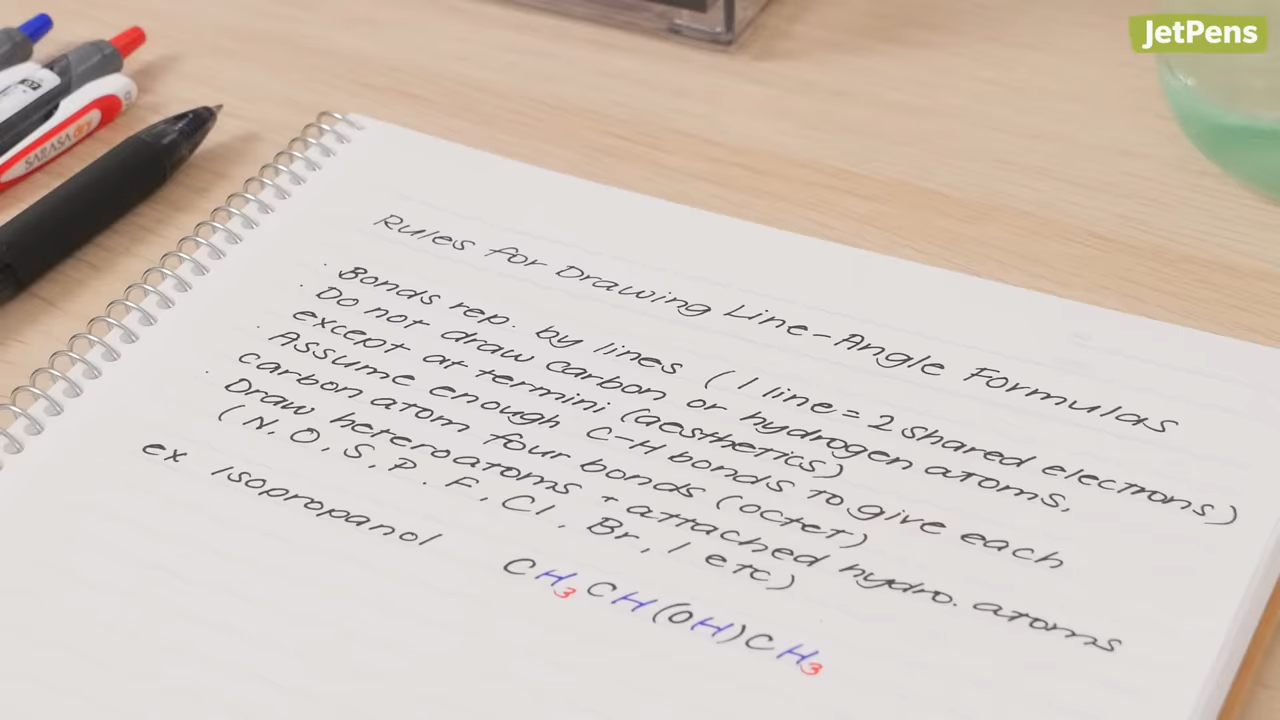 JetPens
SARASA dry
Rules for Drawing Line-Angle Formulas
· Bonds rep. by lines (1 line = 2 shared electrons)
· Do not draw carbon or hydrogen atoms,
except at termini (aesthetics)
· Assume enough C-H bonds to give each
carbon atom four bonds (octet)
· Draw heteroatoms + attached hydro. atoms
(N, O, S, P, F, Cl, Br, I etc)
ex isopropanol CH3CH(OH)CH3